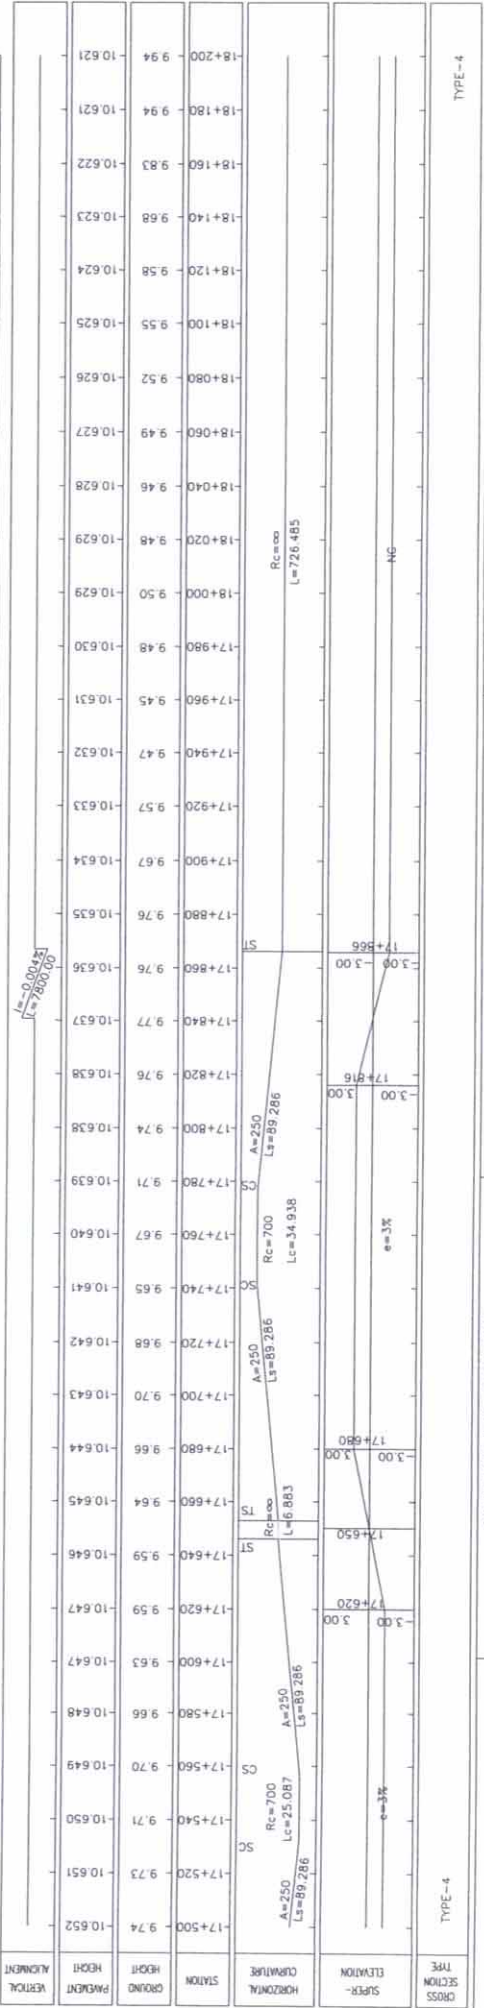 VERTICAL
ALIGNMENT
i=-0.004%
L=7800.00
PAVEMENT
HEIGHT
10.652
10.651
10.650
10.649
10.648
10.647
10.647
10.646
10.645
10.644
10.643
10.642
10.641
10.640
10.639
10.638
10.638
10.637
10.636
10.635
10.634
10.633
10.632
10.631
10.630
10.629
10.629
10.628
10.627
10.626
10.625
10.624
10.623
10.622
10.621
10.621
GROUND
HEIGHT
9.74
9.73
9.71
9.70
9.66
9.63
9.59
9.59
9.64
9.66
9.70
9.68
9.65
9.67
9.71
9.74
9.76
9.77
9.76
9.76
9.67
9.57
9.47
9.45
9.48
9.50
9.48
9.46
9.49
9.52
9.55
9.58
9.68
9.83
9.94
9.94
STATION
17+500
17+520
17+540
17+560
17+580
17+600
17+620
17+640
17+660
17+680
17+700
17+720
17+740
17+760
17+780
17+800
17+820
17+840
17+860
17+880
17+900
17+920
17+940
17+960
17+980
18+000
18+020
18+040
18+060
18+080
18+100
18+120
18+140
18+160
18+180
18+200
HORIZONTAL
CURVATURE
A=250
Ls=89.286
SC
Rc=700
Lc=25.087
CS
A=250
Ls=89.286
ST
Rc=∞
L=6.883
TS
A=250
Ls=89.286
SC
Rc=700
Lc=34.938
CS
A=250
Ls=89.286
ST
Rc=∞
L=726.485
SUPER-
ELEVATION
e=3%
3.00
-3.00
17+620
17+650
3.00
-3.00
17+680
e=3%
3.00
-3.00
17+816
-3.00
-3.00
17+866
NC
CROSS
SECTION
TYPE
TYPE-4
TYPE-4